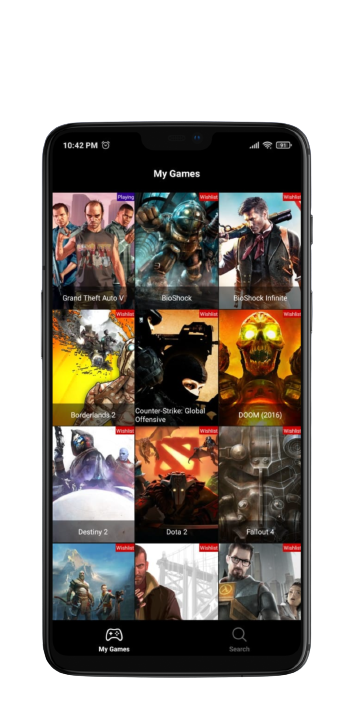 10:42 PM
91
My Games
Playing
Wishlist
Wishlist
Grand Theft Auto V
BioShock
BioShock Infinite
Wishlist
Wishlist
Wishlist
Borderlands 2
Counter-Strike: Global
Offensive
DOOM (2016)
Wishlist
Wishlist
Wishlist
Destiny 2
Dota 2
Fallout 4
Wishlist
Wishlist
Wishlist
My Games
Search